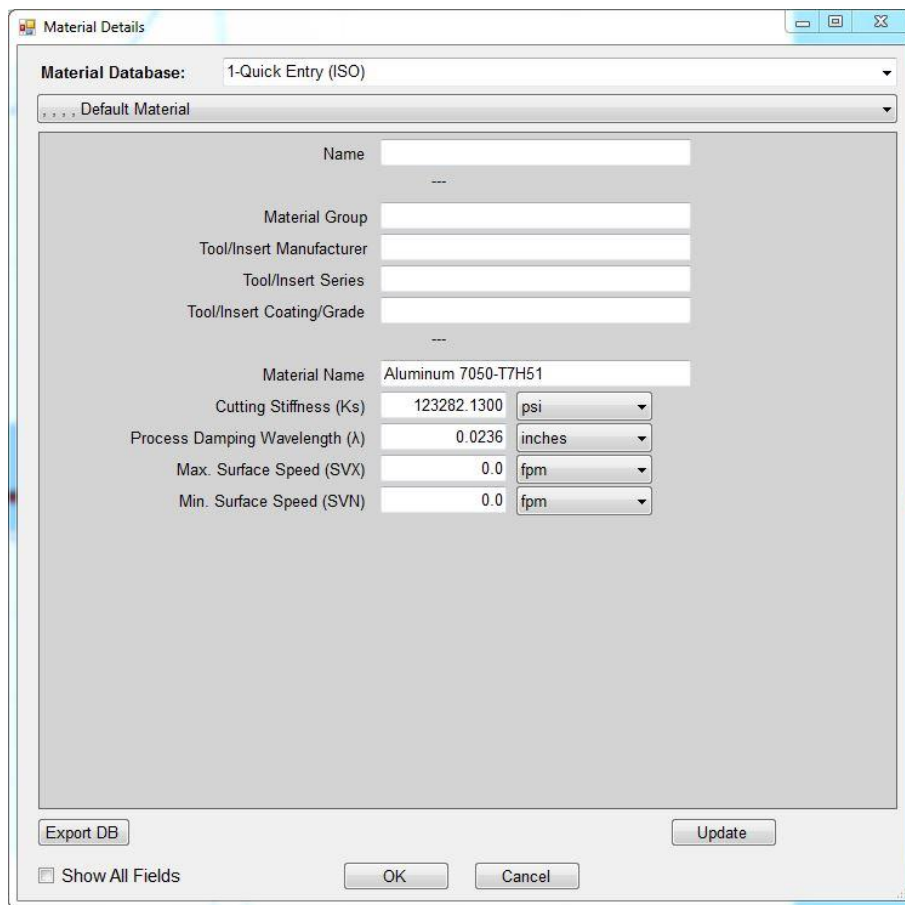 Material Details
Material Database: 1-Quick Entry (ISO)
, , , , Default Material
Name
---
Material Group
Tool/Insert Manufacturer
Tool/Insert Series
Tool/Insert Coating/Grade
---
Material Name Aluminum 7050-T7H51
Cutting Stiffness (Ks) 123282.1300 psi
Process Damping Wavelength (λ) 0.0236 inches
Max. Surface Speed (SVX) 0.0 fpm
Min. Surface Speed (SVN) 0.0 fpm
Export DB Update
Show All Fields OK Cancel